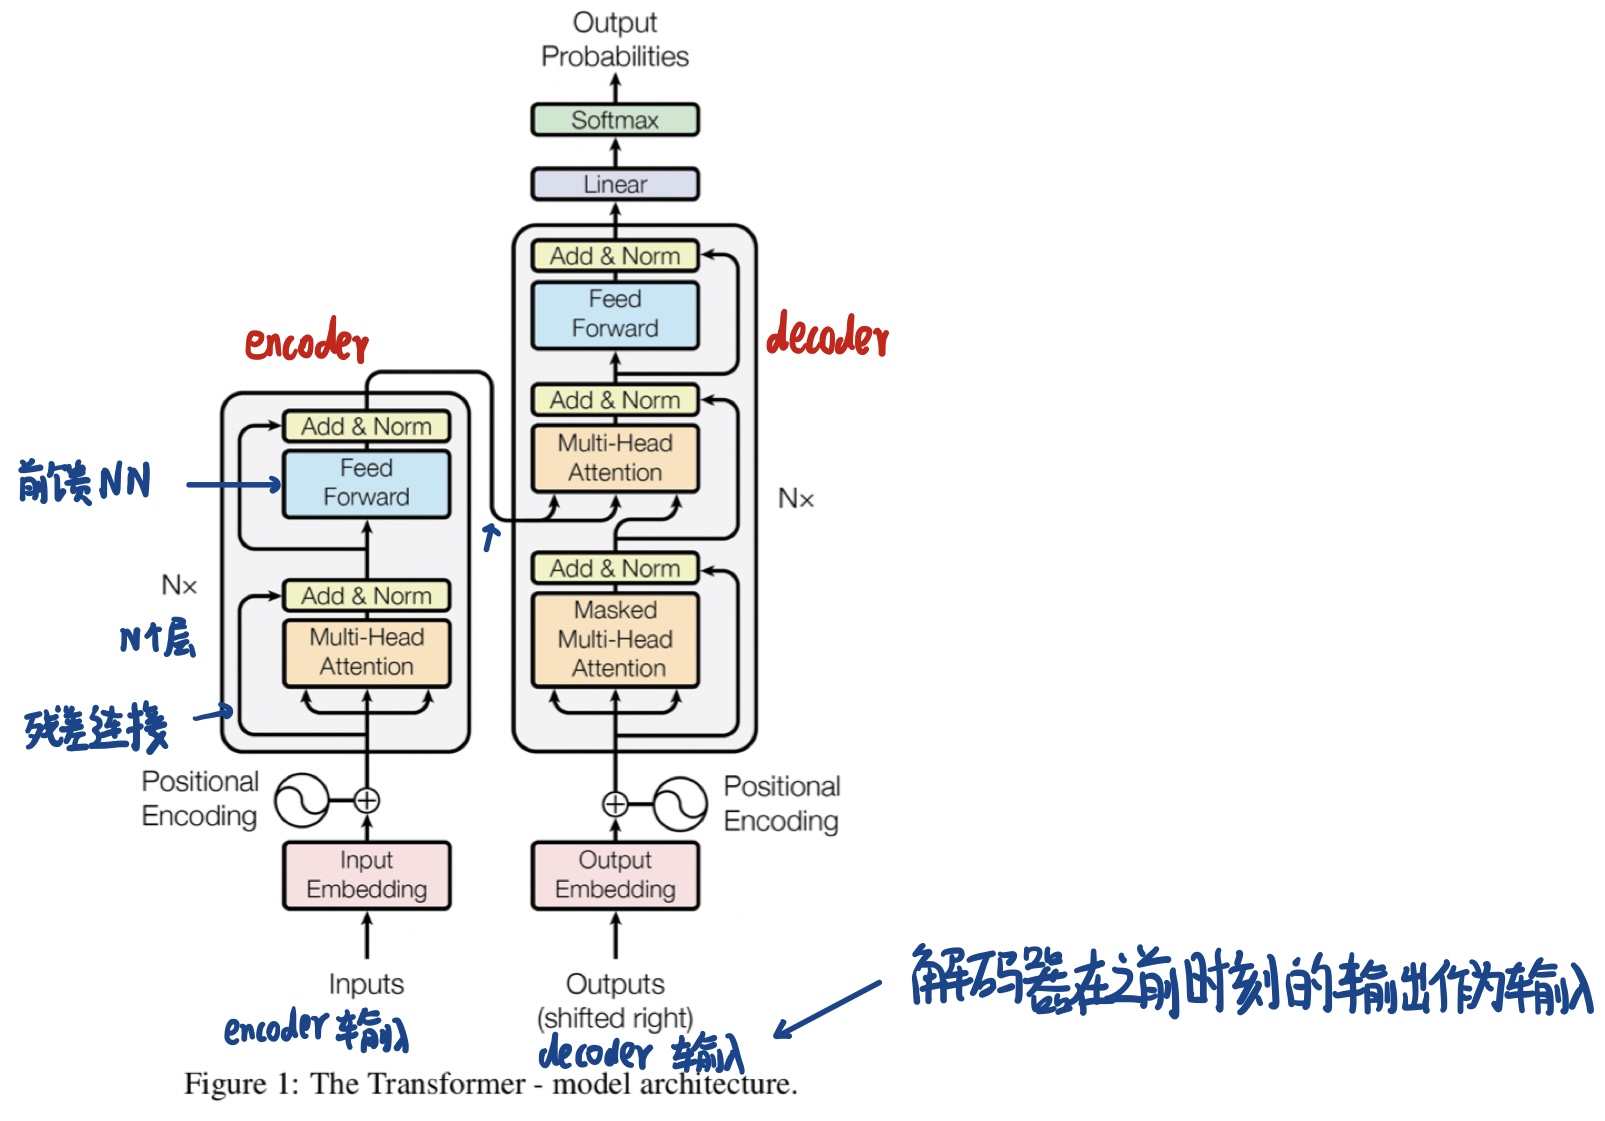 Output
Probabilities
Softmax
Linear
Add & Norm
Feed
Forward
decoder
Add & Norm
Multi-Head
Attention
N×
Add & Norm
Masked
Multi-Head
Attention
encoder
Add & Norm
Feed
Forward
前馈NN
Add & Norm
N×
N个层
Multi-Head
Attention
残差连接
Positional
Encoding
Positional
Encoding
Input
Embedding
Output
Embedding
Inputs
encoder 输入
Outputs
(shifted right)
decoder 输入
解码器在之前时刻的输出作为输入
Figure 1: The Transformer - model architecture.